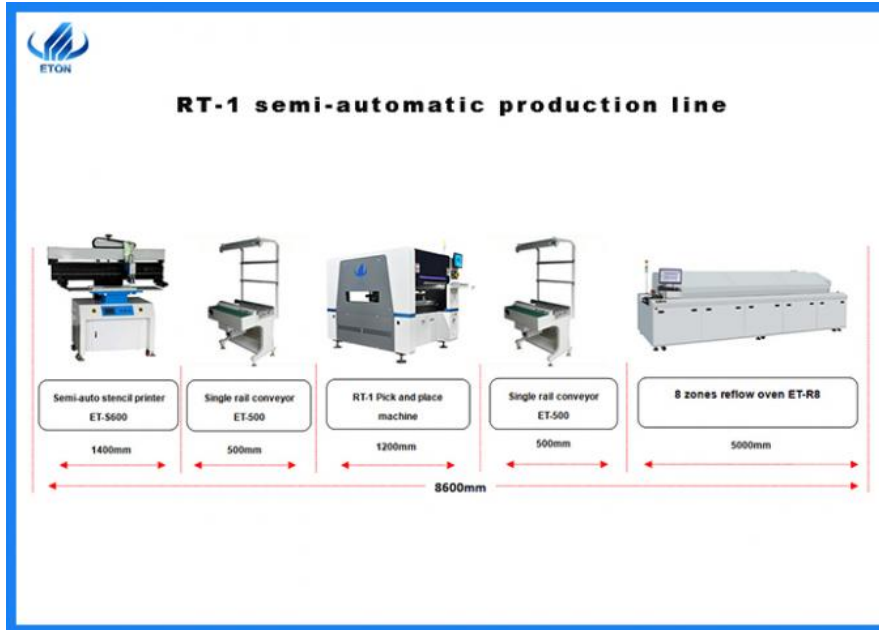 ETON
RT-1 semi-automatic production line
Semi-auto stencil printer
ET-S600
Single rail conveyor
ET-500
RT-1 Pick and place
machine
Single rail conveyor
ET-500
8 zones reflow oven ET-R8
1400mm
500mm
1200mm
500mm
5000mm
8600mm